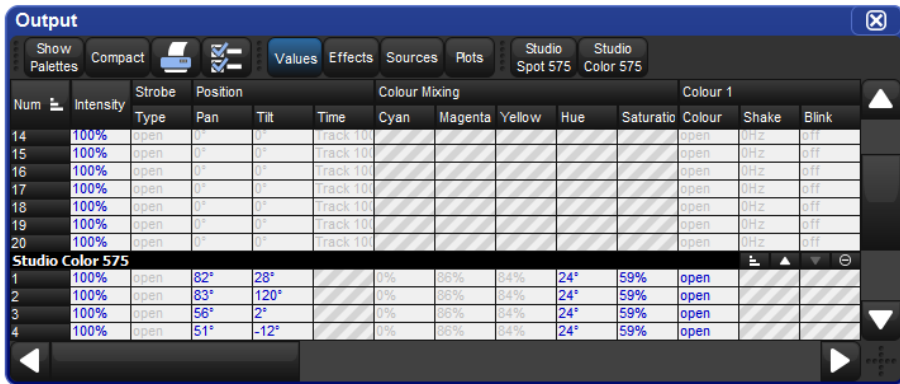 Output
Show Palettes Compact Values Effects Sources Plots Studio Spot 575 Studio Color 575
Num Intensity Strobe Position Colour Mixing Colour 1
Type Pan Tilt Time Cyan Magenta Yellow Hue Saturatio Colour Shake Blink
14 100% open 0° 0° Track 100 open 0Hz off
15 100% open 0° 0° Track 100 open 0Hz off
16 100% open 0° 0° Track 100 open 0Hz off
17 100% open 0° 0° Track 100 open 0Hz off
18 100% open 0° 0° Track 100 open 0Hz off
19 100% open 0° 0° Track 100 open 0Hz off
20 100% open 0° 0° Track 100 open 0Hz off
Studio Color 575
1 100% open 82° 28° 0% 86% 84% 24° 59% open
2 100% open 83° 120° 0% 86% 84% 24° 59% open
3 100% open 56° 2° 0% 86% 84% 24° 59% open
4 100% open 51° -12° 0% 86% 84% 24° 59% open